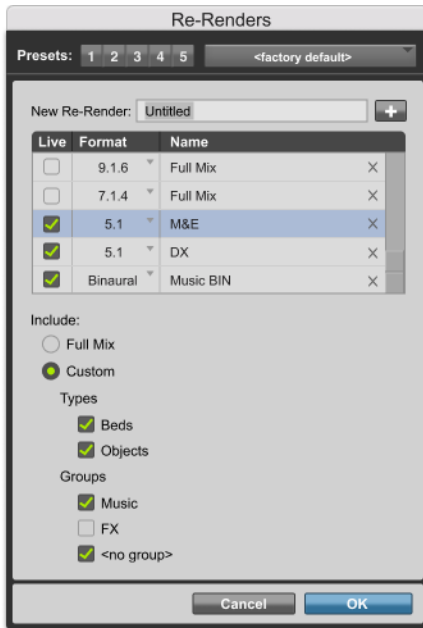 Re-Renders
Presets: 1 2 3 4 5 <factory default>
New Re-Render: Untitled +
Live Format Name
9.1.6 Full Mix X
7.1.4 Full Mix X
5.1 M&E X
5.1 DX X
Binaural Music BIN X
Include:
Full Mix
Custom
Types
Beds
Objects
Groups
Music
FX
<no group>
Cancel OK